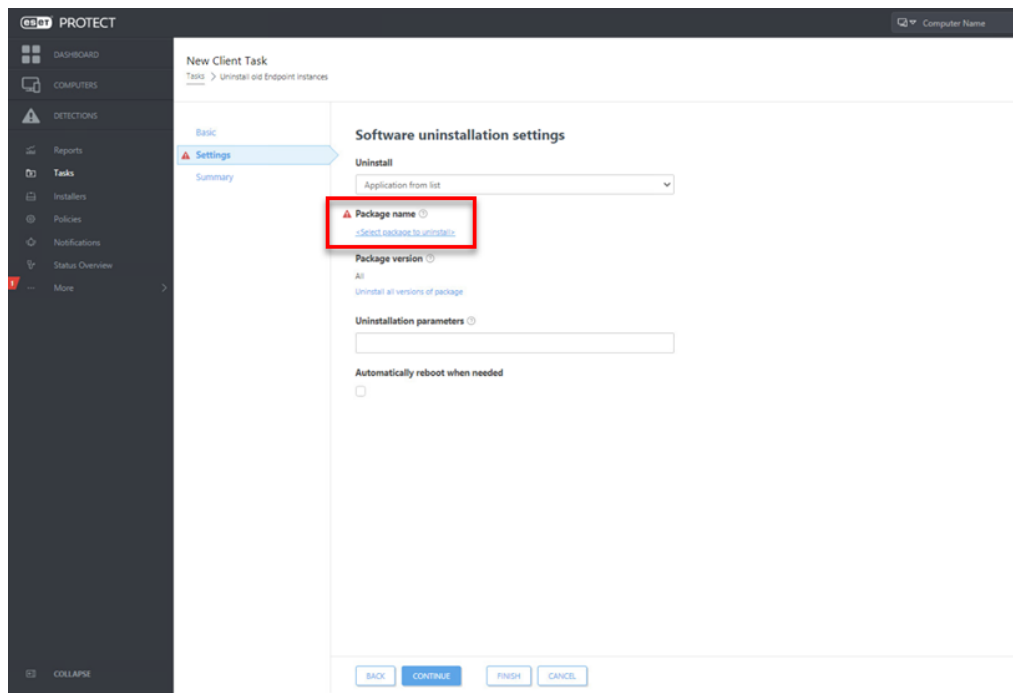 eset PROTECT
Computer Name
DASHBOARD
COMPUTERS
DETECTIONS
Reports
Tasks
Installers
Policies
Notifications
Status Overview
1
More
COLLAPSE
New Client Task
Tasks > Uninstall old Endpoint instances
Basic
Settings
Summary
Software uninstallation settings
Uninstall
Application from list
Package name
<Select package to uninstall>
Package version
All
Uninstall all versions of package
Uninstallation parameters
Automatically reboot when needed
BACK
CONTINUE
FINISH
CANCEL